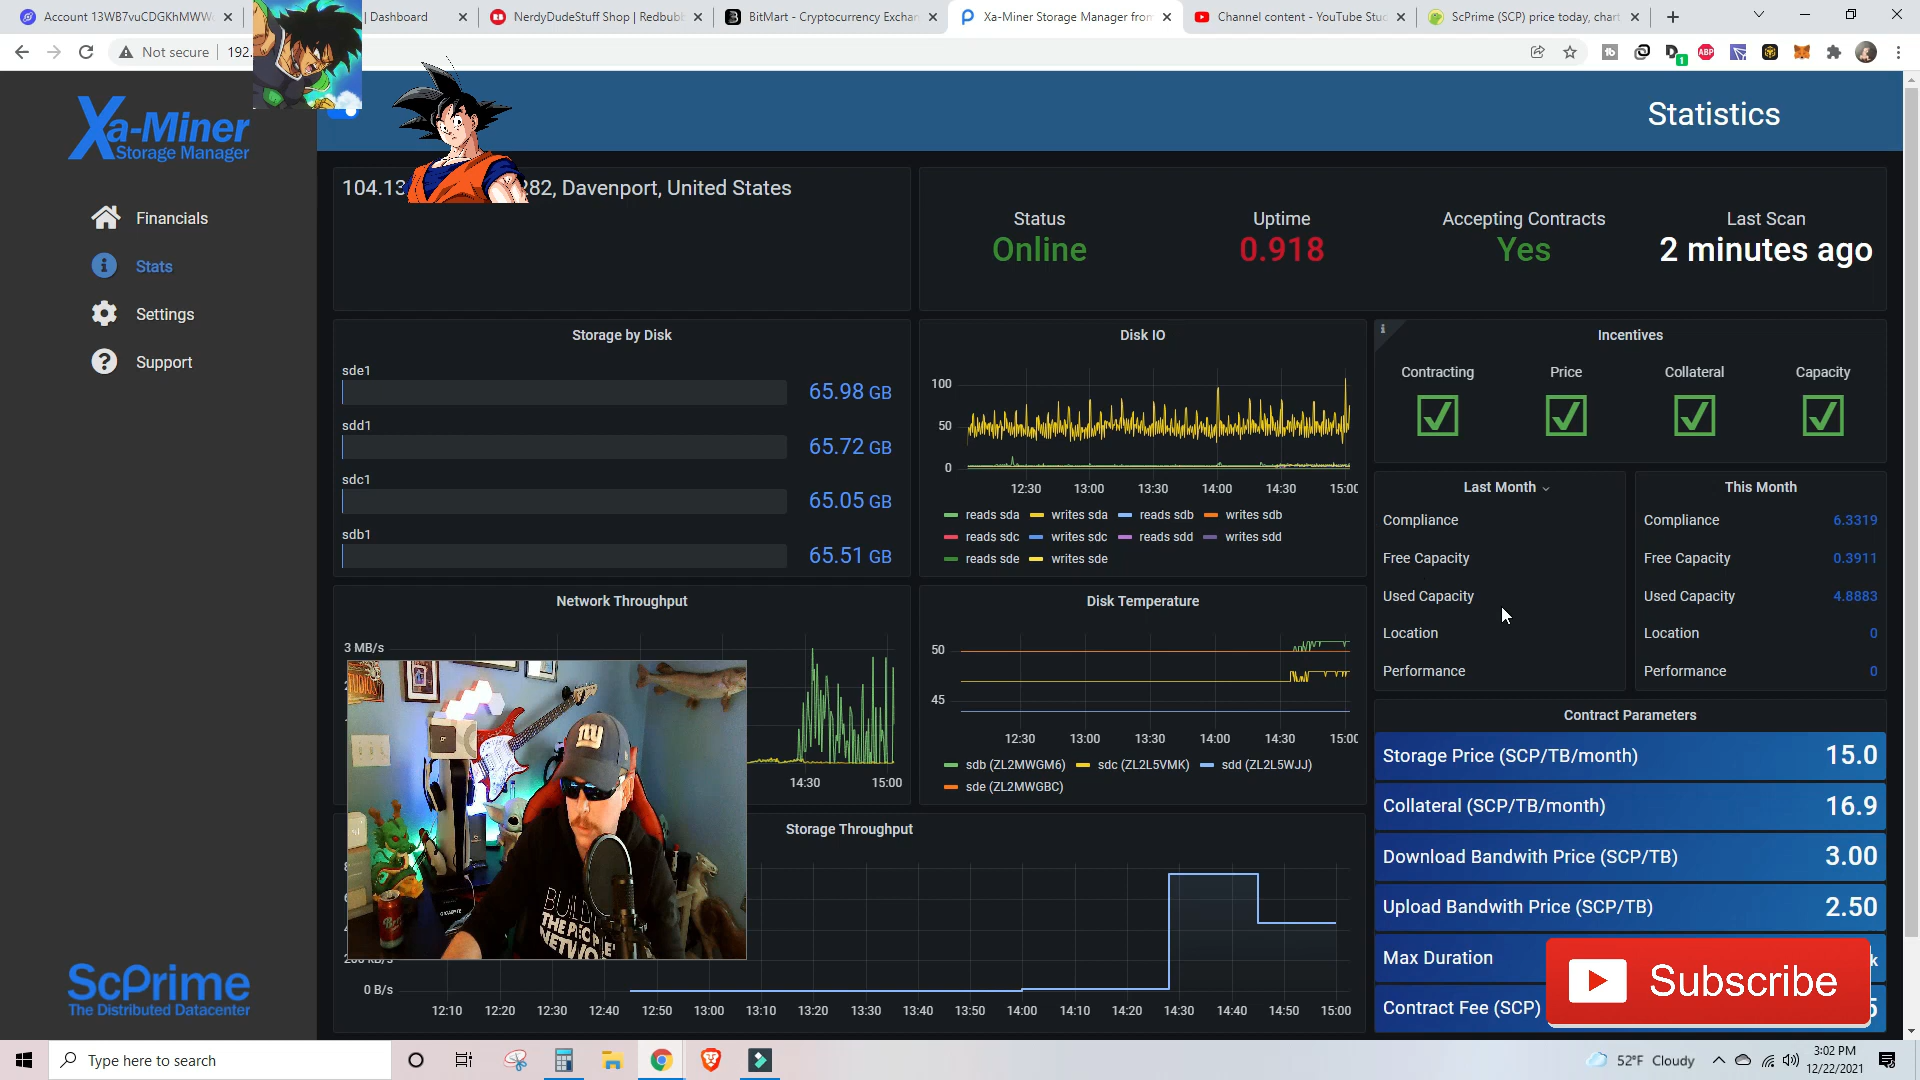 Account 13WB7vuCDGKhMWW
| Dashboard
NerdyDudeStuff Shop | Redbub
BitMart - Cryptocurrency Exchan
Xa-Miner Storage Manager from
Channel content - YouTube Stu
ScPrime (SCP) price today, chart
Not secure
192.
Xa-Miner
Storage Manager
Statistics
Financials
Stats
Settings
Support
104.13
282, Davenport, United States
Status
Online
Uptime
0.918
Accepting Contracts
Yes
Last Scan
2 minutes ago
Storage by Disk
sde1
65.98 GB
sdd1
65.72 GB
sdc1
65.05 GB
sdb1
65.51 GB
Disk IO
100
50
0
12:30 13:00 13:30 14:00 14:30 15:00
reads sda writes sda reads sdb writes sdb
reads sdc writes sdc reads sdd writes sdd
reads sde writes sde
Incentives
Contracting Price Collateral Capacity
Last Month
Compliance
Free Capacity
Used Capacity
Location
Performance
This Month
Compliance 6.3319
Free Capacity 0.3911
Used Capacity 4.8883
Location 0
Performance 0
Network Throughput
3 MB/s
14:30 15:00
Disk Temperature
50
45
12:30 13:00 13:30 14:00 14:30 15:00
sdb (ZL2MWGM6) sdc (ZL2L5VMK) sdd (ZL2L5WJJ)
sde (ZL2MWGBC)
Contract Parameters
Storage Price (SCP/TB/month) 15.0
Collateral (SCP/TB/month) 16.9
Download Bandwith Price (SCP/TB) 3.00
Upload Bandwith Price (SCP/TB) 2.50
Max Duration
Contract Fee (SCP)
Subscribe
Storage Throughput
0 B/s
12:10 12:20 12:30 12:40 12:50 13:00 13:10 13:20 13:30 13:40 13:50 14:00 14:10 14:20 14:30 14:40 14:50 15:00
BUILD
THE PEOPLE
NETWO
ScPrime
The Distributed Datacenter
Type here to search
52°F Cloudy
3:02 PM
12/22/2021